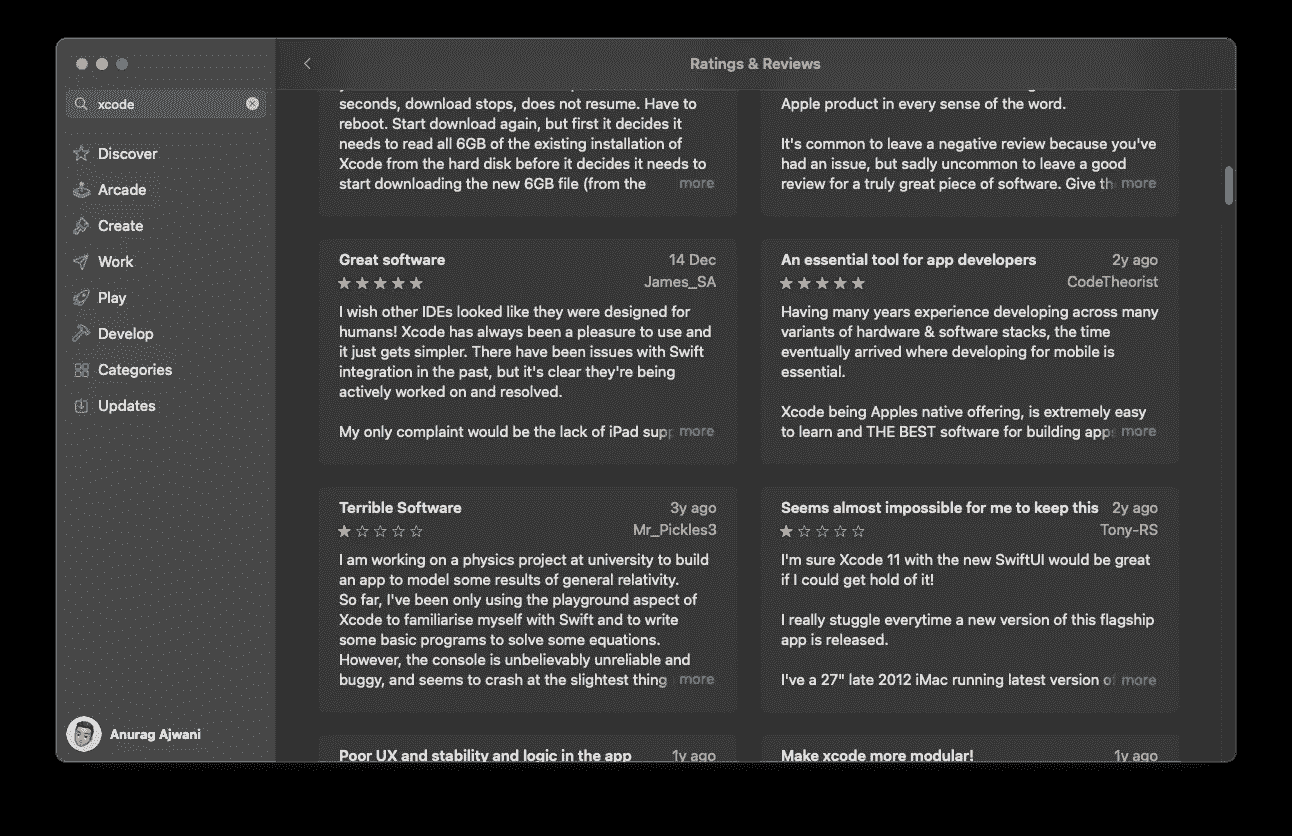 Ratings & Reviews
xcode
Discover
Arcade
Create
Work
Play
Develop
Categories
Updates
Anurag Ajwani
seconds, download stops, does not resume. Have to
reboot. Start download again, but first it decides it
needs to read all 6GB of the existing installation of
Xcode from the hard disk before it decides it needs to
start downloading the new 6GB file (from the more
Apple product in every sense of the word.
It's common to leave a negative review because you've
had an issue, but sadly uncommon to leave a good
review for a truly great piece of software. Give th more
Great software 14 Dec
James_SA
I wish other IDEs looked like they were designed for
humans! Xcode has always been a pleasure to use and
it just gets simpler. There have been issues with Swift
integration in the past, but it's clear they're being
actively worked on and resolved.
My only complaint would be the lack of iPad supp more
An essential tool for app developers 2y ago
CodeTheorist
Having many years experience developing across many
variants of hardware & software stacks, the time
eventually arrived where developing for mobile is
essential.
Xcode being Apples native offering, is extremely easy
to learn and THE BEST software for building apps more
Terrible Software 3y ago
Mr_Pickles3
I am working on a physics project at university to build
an app to model some results of general relativity.
So far, I've been only using the playground aspect of
Xcode to familiarise myself with Swift and to write
some basic programs to solve some equations.
However, the console is unbelievably unreliable and
buggy, and seems to crash at the slightest thing more
Seems almost impossible for me to keep this 2y ago
Tony-RS
I'm sure Xcode 11 with the new SwiftUI would be great
if I could get hold of it!
I really stuggle everytime a new version of this flagship
app is released.
I've a 27" late 2012 iMac running latest version of more
Poor UX and stability and logic in the app 1y ago
Make xcode more modular! 1y ago